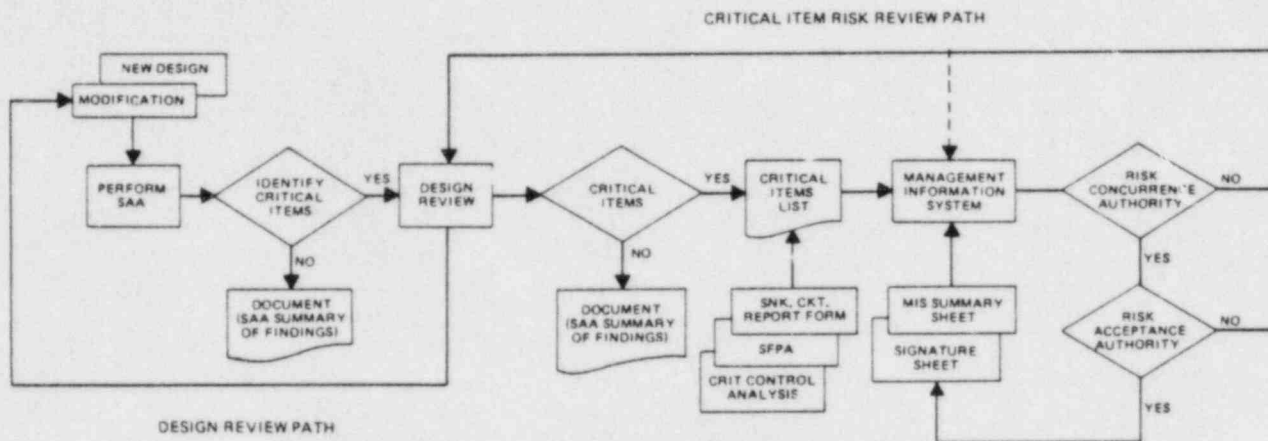 CRITICAL ITEM RISK REVIEW PATH
NEW DESIGN
MODIFICATION
PERFORM
SAA
IDENTIFY
CRITICAL
ITEMS
YES
NO
DOCUMENT
(SAA SUMMARY
OF FINDINGS)
DESIGN
REVIEW
CRITICAL
ITEMS
YES
NO
DOCUMENT
(SAA SUMMARY
OF FINDINGS)
CRITICAL
ITEMS
LIST
SNK. CKT.
REPORT FORM
SFPA
CRIT CONTROL
ANALYSIS
MANAGEMENT
INFORMATION
SYSTEM
MIS SUMMARY
SHEET
SIGNATURE
SHEET
RISK
CONCURRENCE
AUTHORITY
NO
YES
RISK
ACCEPTANCE
AUTHORITY
NO
YES
DESIGN REVIEW PATH